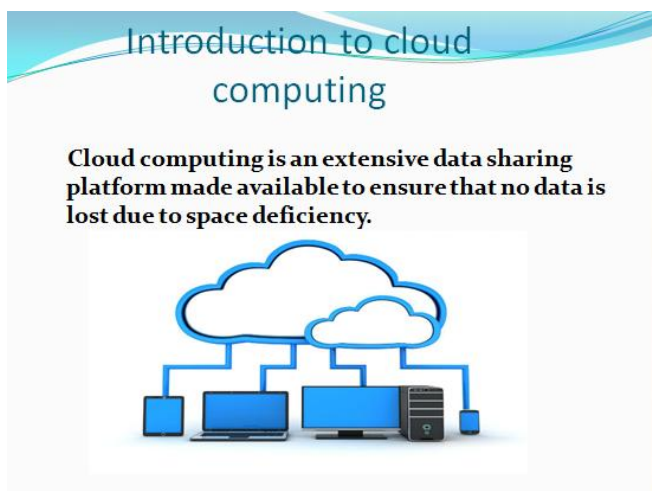 Introduction to cloud
computing
Cloud computing is an extensive data sharing
platform made available to ensure that no data is
lost due to space deficiency.